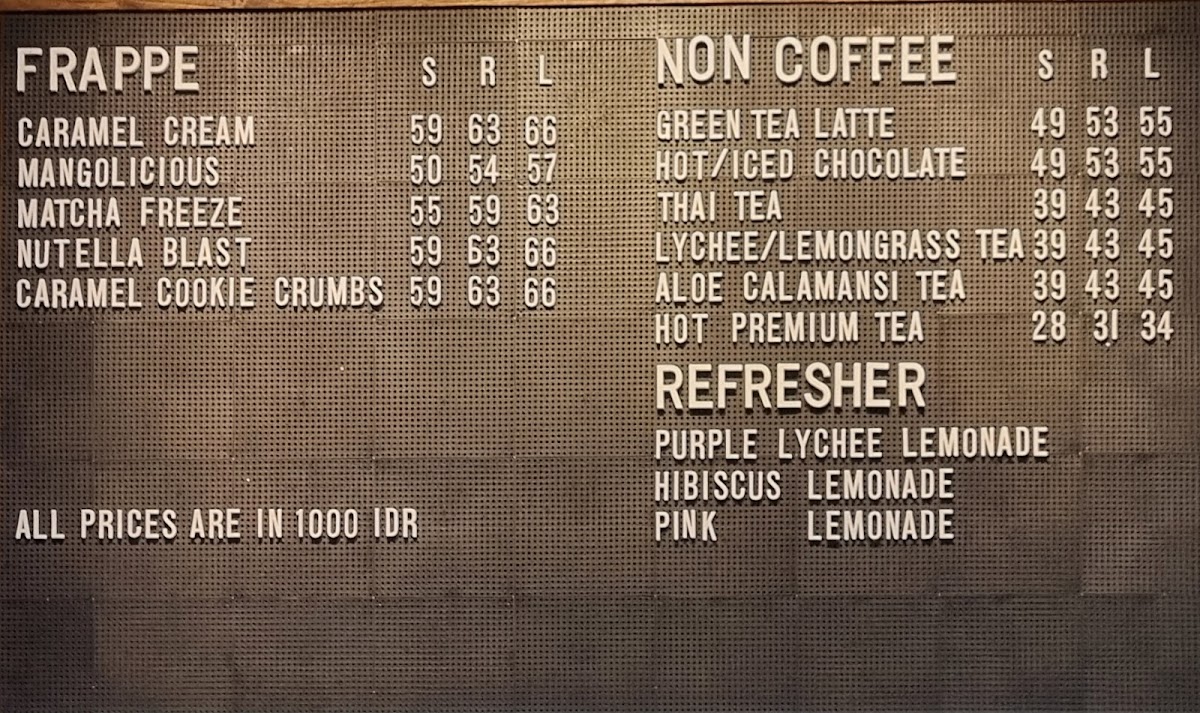 FRAPPE S R L
CARAMEL CREAM 59 63 66
MANGOLICIOUS 50 54 57
MATCHA FREEZE 55 59 63
NUTELLA BLAST 59 63 66
CARAMEL COOKIE CRUMBS 59 63 66
ALL PRICES ARE IN 1000 IDR
NON COFFEE S R L
GREEN TEA LATTE 49 53 55
HOT/ICED CHOCOLATE 49 53 55
THAI TEA 39 43 45
LYCHEE/LEMONGRASS TEA 39 43 45
ALOE CALAMANSI TEA 39 43 45
HOT PREMIUM TEA 28 31 34
REFRESHER
PURPLE LYCHEE LEMONADE
HIBISCUS LEMONADE
PINK LEMONADE